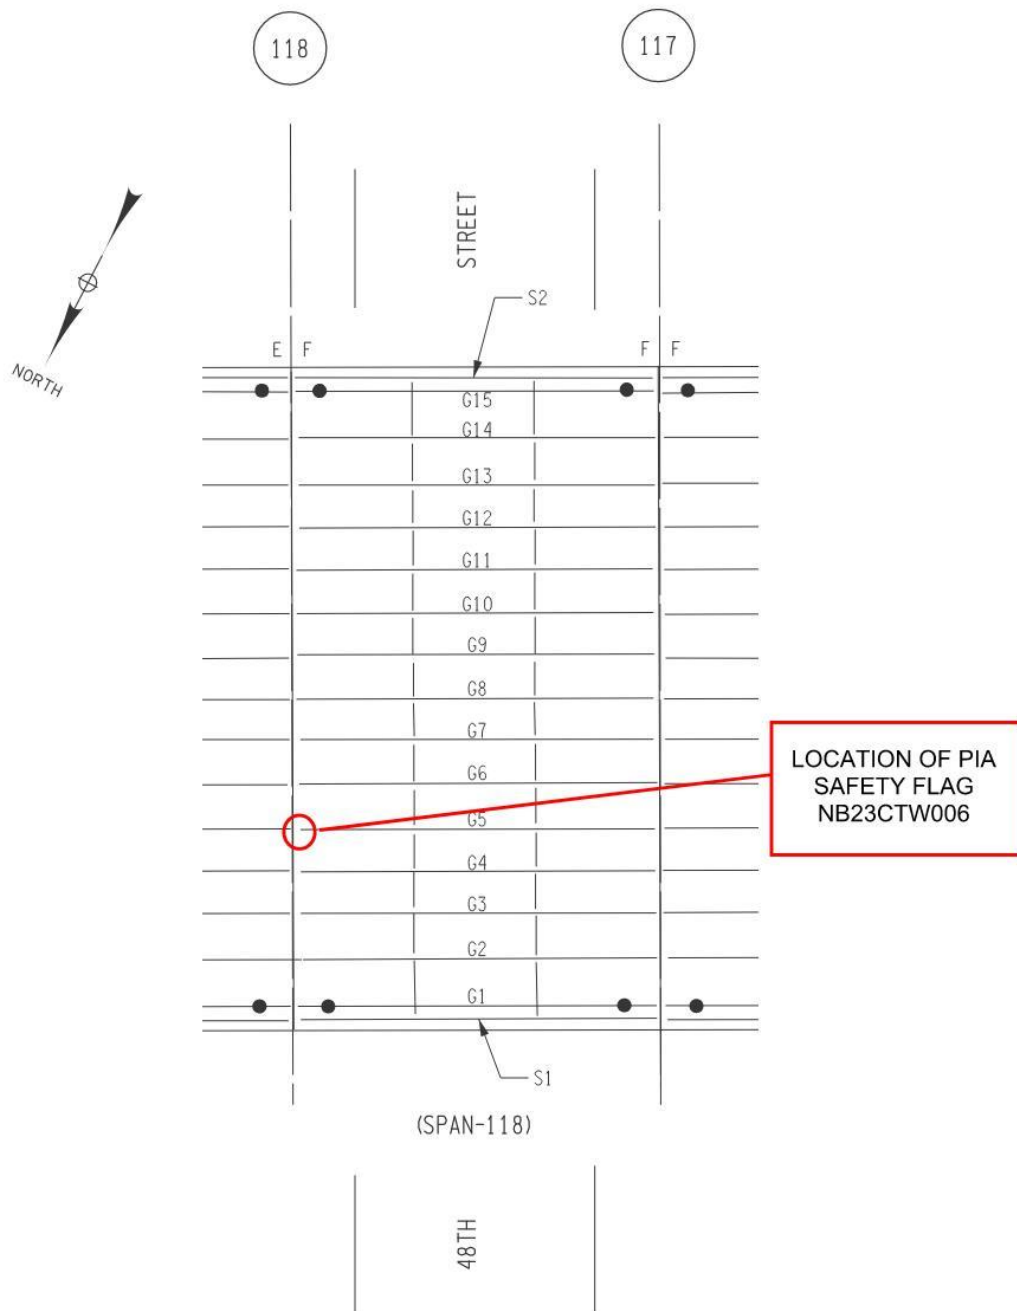 118
117
STREET
NORTH
S2
E F
F F
G15
G14
G13
G12
G11
G10
G9
G8
G7
G6
LOCATION OF PIA
SAFETY FLAG
NB23CTW006
G5
G4
G3
G2
G1
S1
(SPAN-118)
48TH